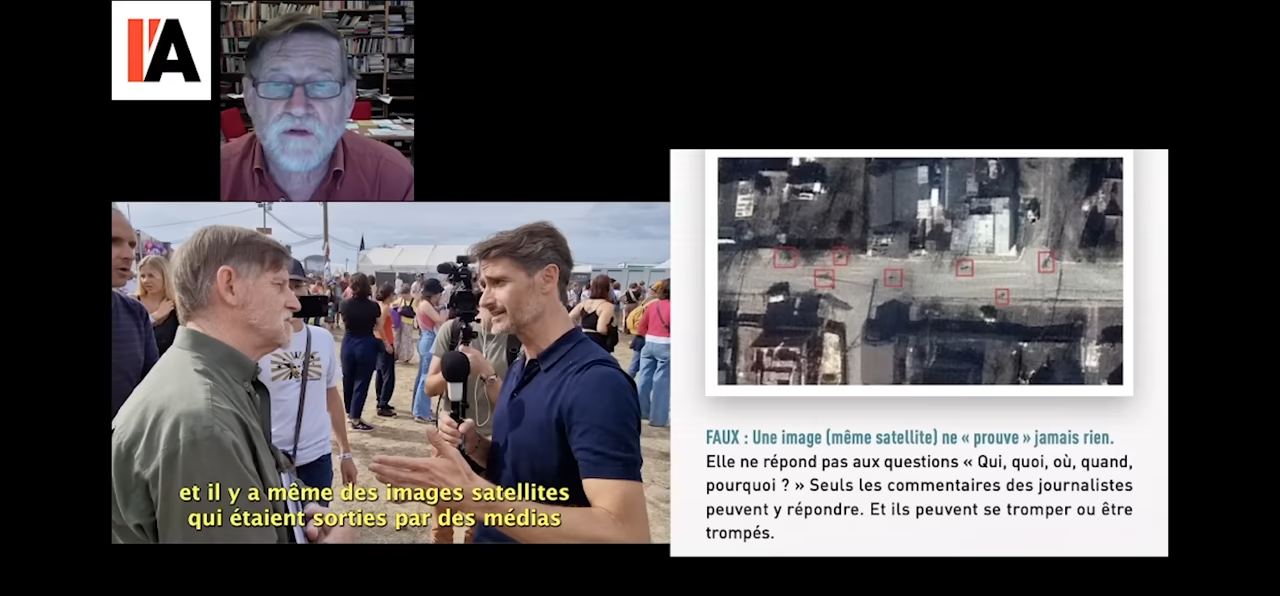 IA
et il y a même des images satellites
qui étaient sorties par des médias
FAUX : Une image (même satellite) ne « prouve » jamais rien.
Elle ne répond pas aux questions « Qui, quoi, où, quand,
pourquoi ? » Seuls les commentaires des journalistes
peuvent y répondre. Et ils peuvent se tromper ou être
trompés.